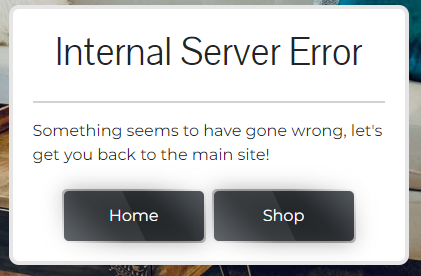 Internal Server Error
Something seems to have gone wrong, let's
get you back to the main site!
Home
Shop